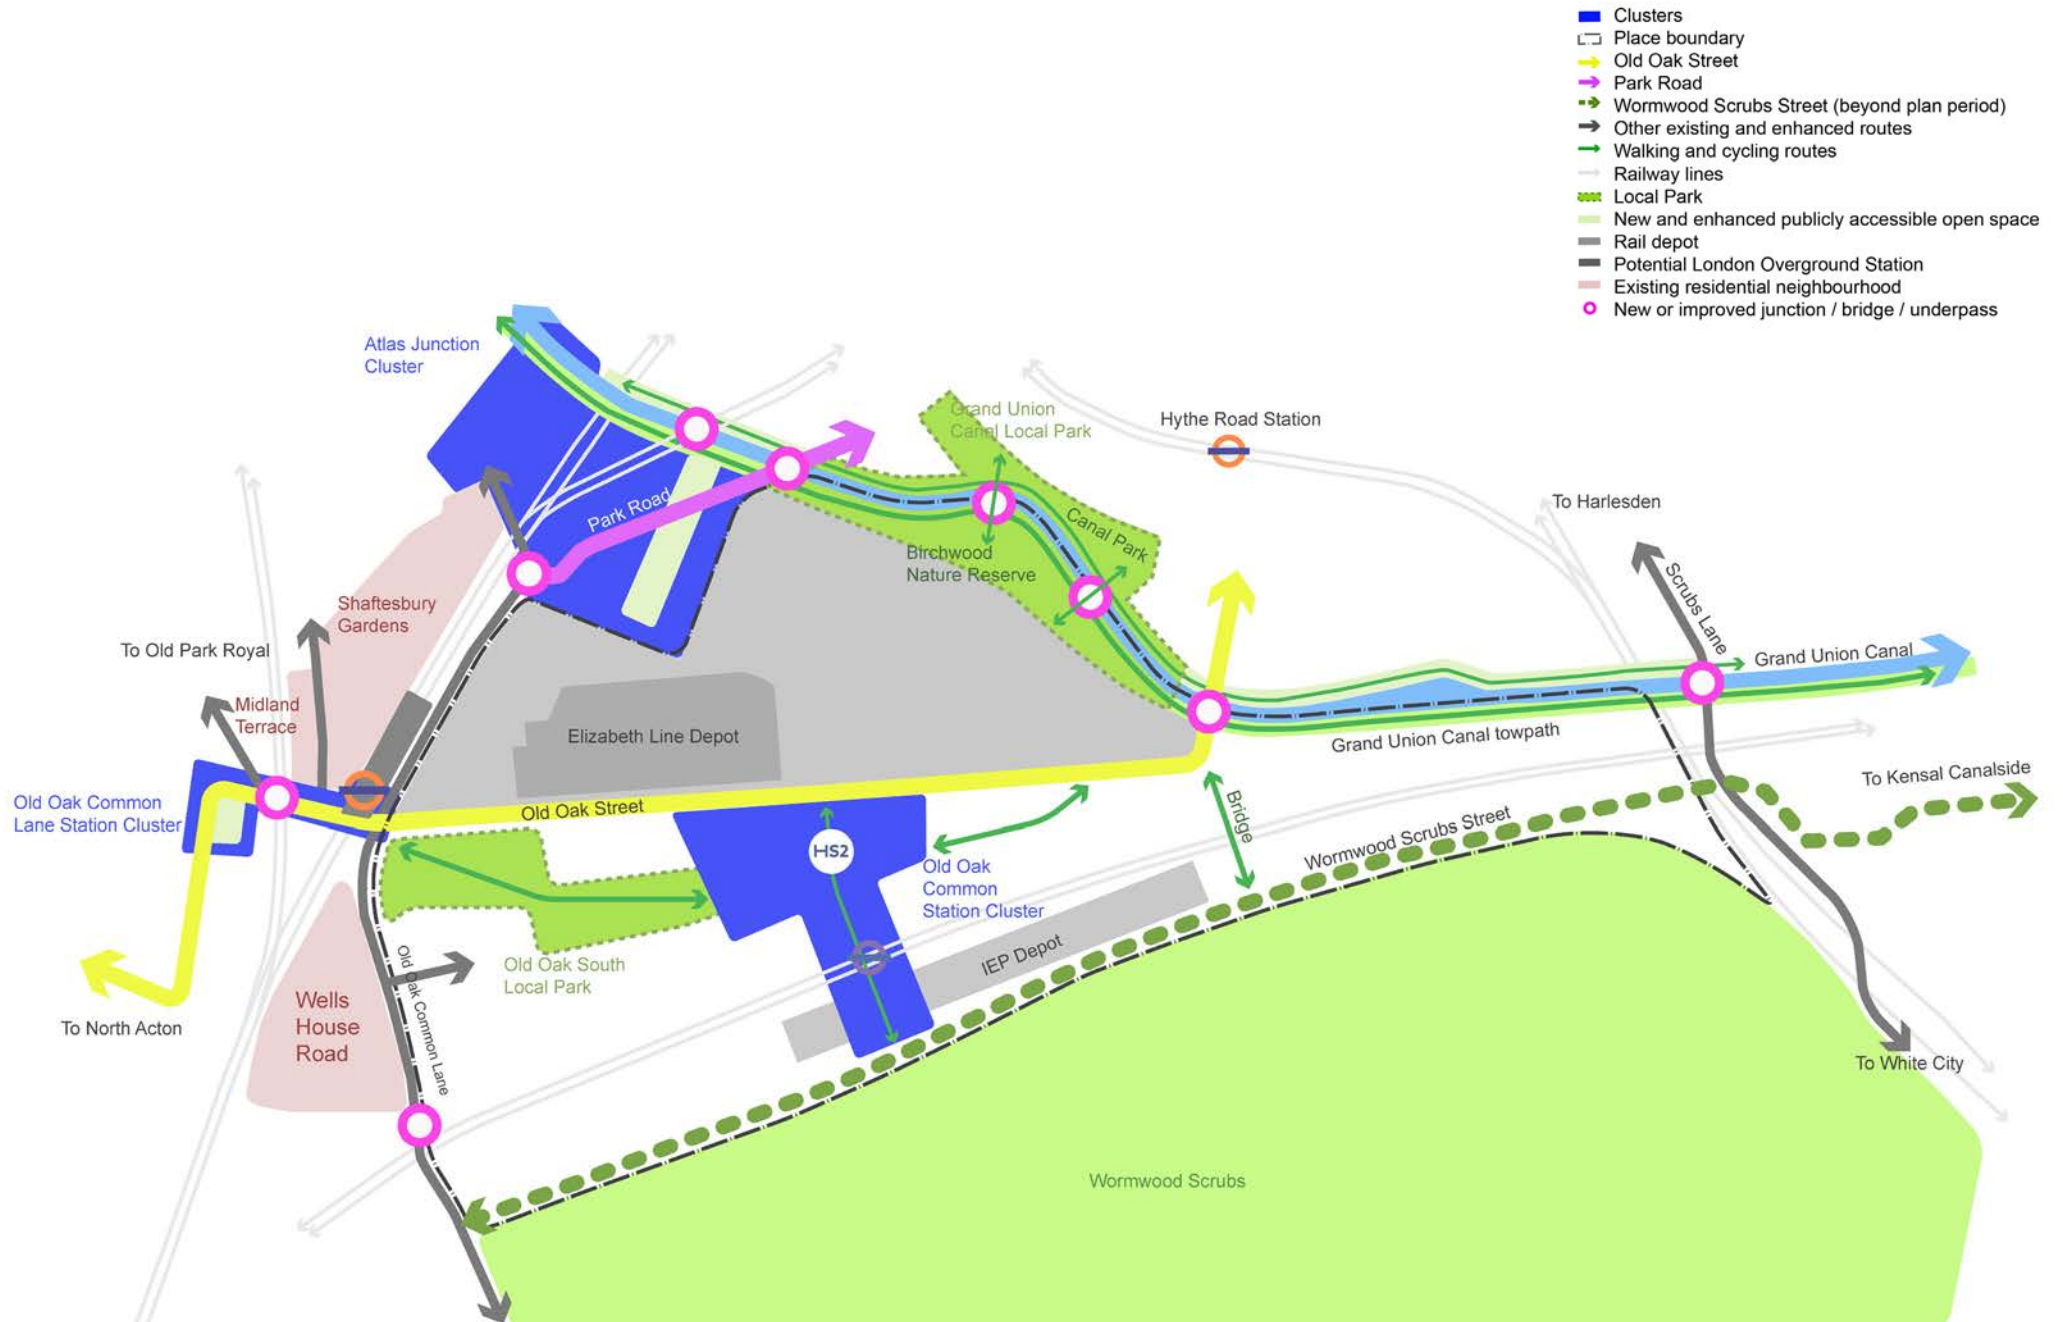 Clusters
Place boundary
Old Oak Street
Park Road
Wormwood Scrubs Street (beyond plan period)
Other existing and enhanced routes
Walking and cycling routes
Railway lines
Local Park
New and enhanced publicly accessible open space
Rail depot
Potential London Overground Station
Existing residential neighbourhood
New or improved junction / bridge / underpass
Atlas Junction
Cluster
Grand Union
Canal Local Park
Hythe Road Station
To Harlesden
Park Road
Canal Park
Birchwood
Nature Reserve
Scrubs Lane
Shaftesbury
Gardens
To Old Park Royal
Grand Union Canal
Midland
Terrace
Elizabeth Line Depot
Grand Union Canal towpath
To Kensal Canalside
Old Oak Common
Lane Station Cluster
Old Oak Street
Bridge
Wormwood Scrubs Street
HS2
Old Oak
Common
Station Cluster
IEP Depot
Old Oak South
Local Park
Old Oak Common Lane
Wells
House
Road
To North Acton
To White City
Wormwood Scrubs